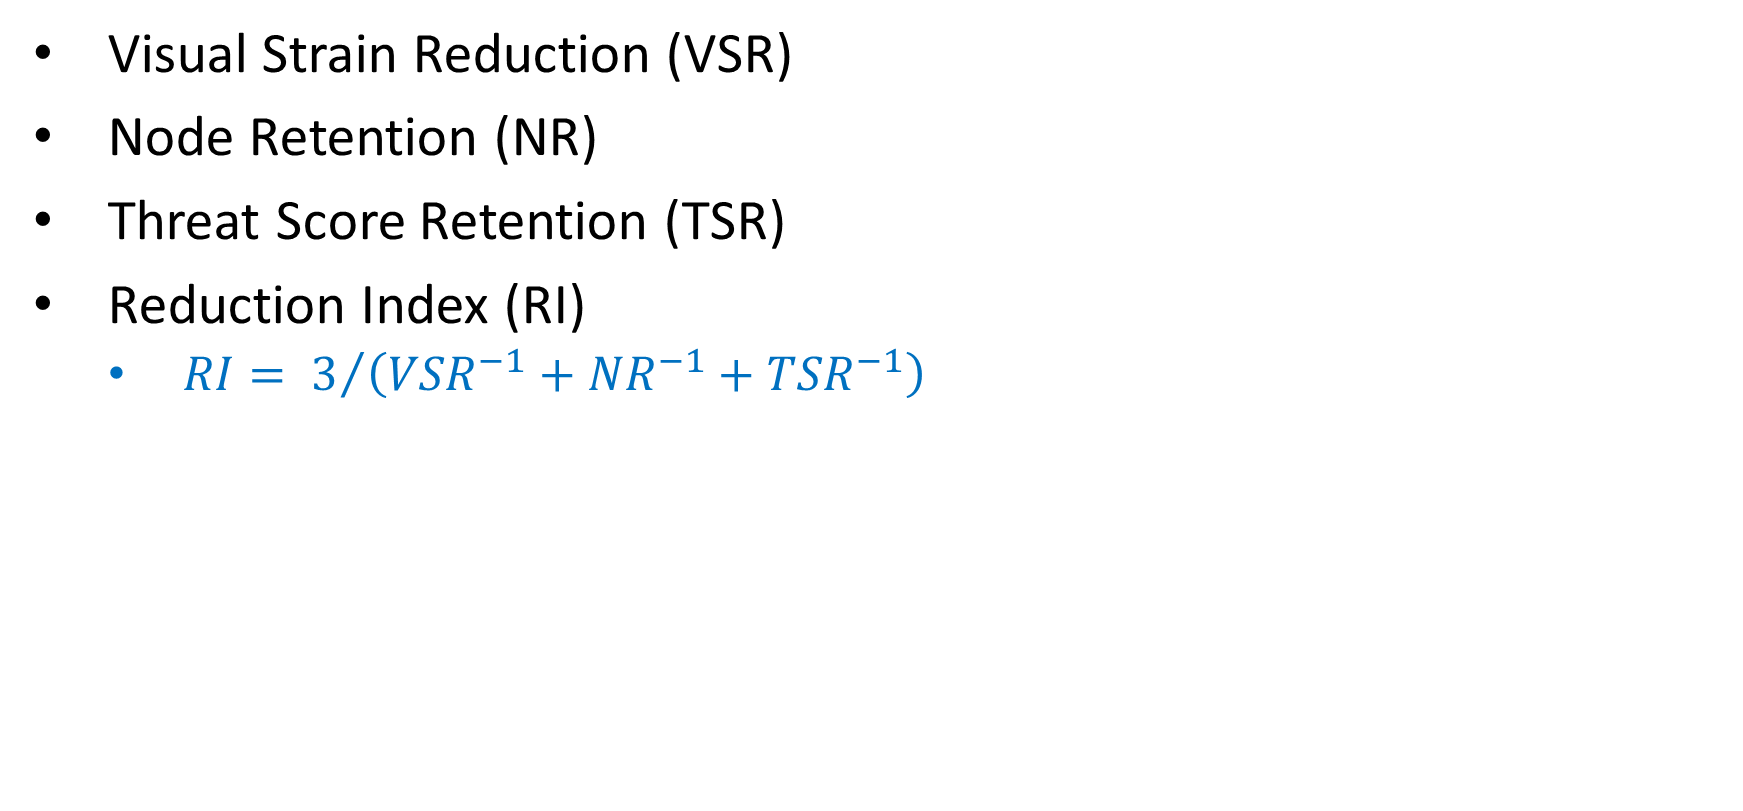 • Visual Strain Reduction (VSR)
• Node Retention (NR)
• Threat Score Retention (TSR)
• Reduction Index (RI)
• RI = 3/(VSR⁻¹ + NR⁻¹ + TSR⁻¹)